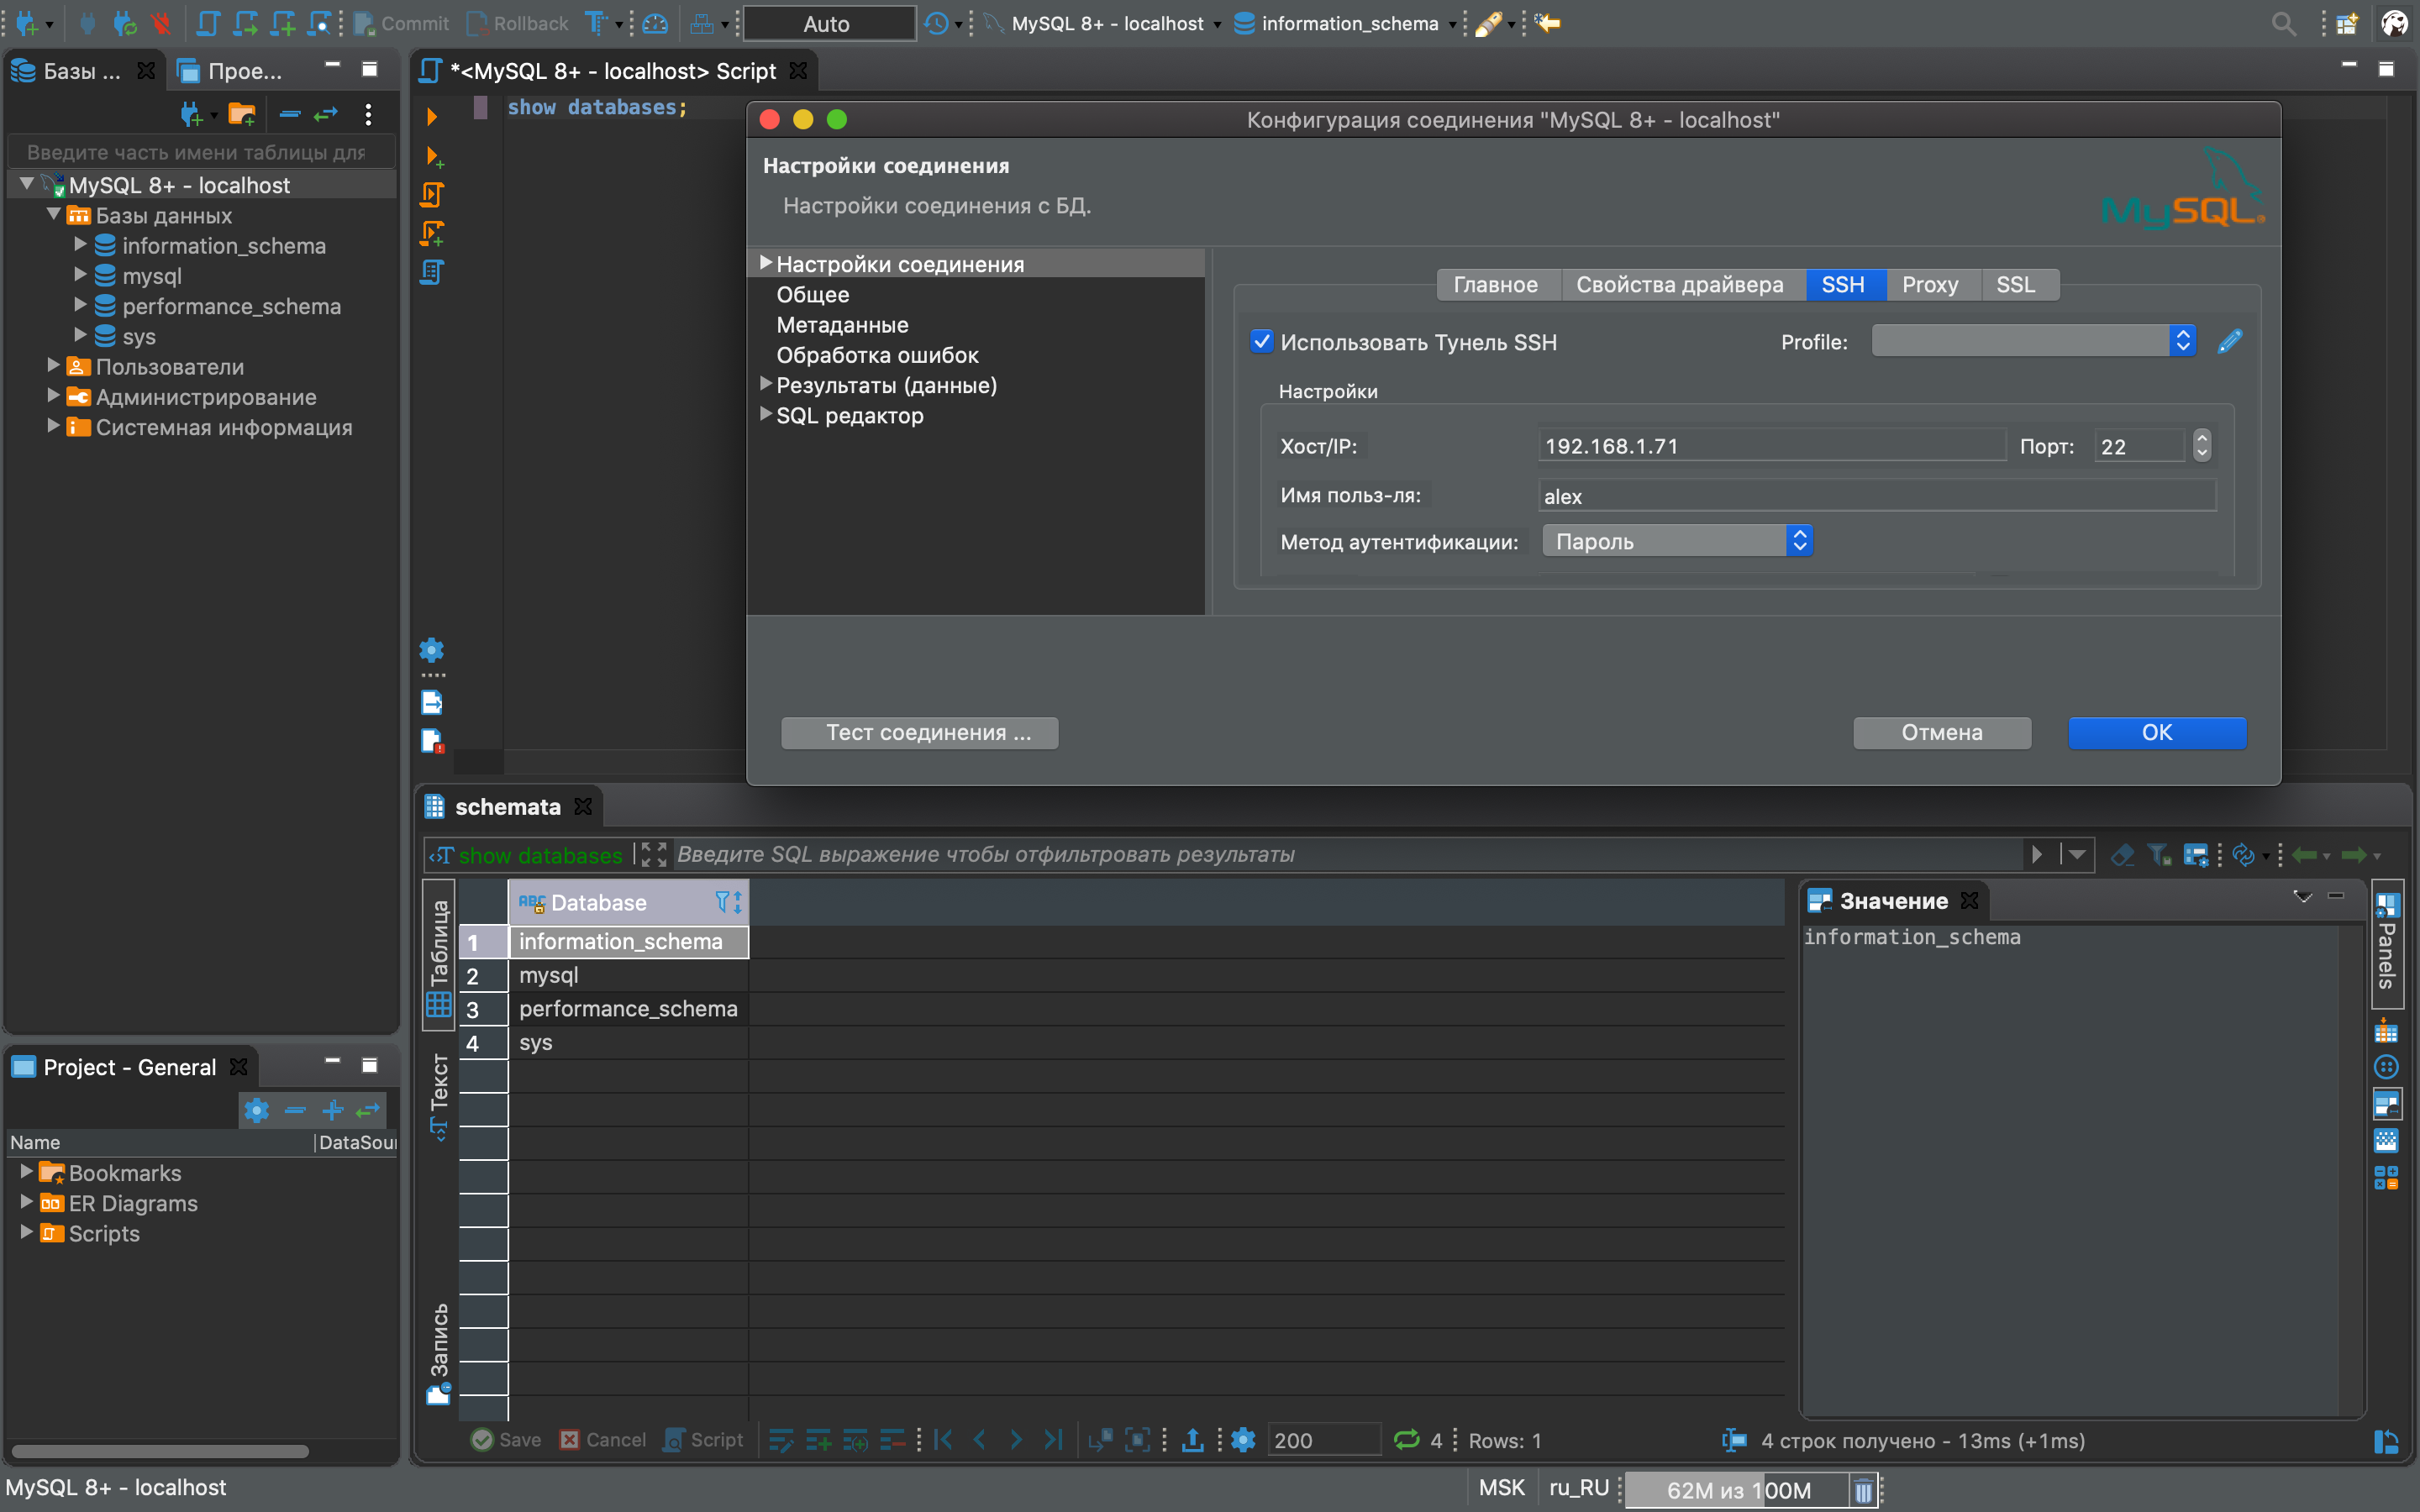 Commit
Rollback
Auto
MySQL 8+ - localhost
information_schema
Базы ...
Прое...
*<MySQL 8+ - localhost> Script
show databases;
Введите часть имени таблицы для
MySQL 8+ - localhost
Базы данных
information_schema
mysql
performance_schema
sys
Пользователи
Администрирование
Системная информация
Конфигурация соединения "MySQL 8+ - localhost"
Настройки соединения
Настройки соединения с БД.
MySQL®
Настройки соединения
Общее
Метаданные
Обработка ошибок
Результаты (данные)
SQL редактор
Главное
Свойства драйвера
SSH
Proxy
SSL
Использовать Тунель SSH
Profile:
Настройки
Хост/IP:
192.168.1.71
Порт:
22
Имя польз-ля:
alex
Метод аутентификации:
Пароль
Тест соединения ...
Отмена
OK
schemata
show databases
Введите SQL выражение чтобы отфильтровать результаты
Таблица
Текст
Запись
ABC Database
1 information_schema
2 mysql
3 performance_schema
4 sys
Значение
information_schema
Panels
Project - General
Name
DataSour
Bookmarks
ER Diagrams
Scripts
Save
Cancel
Script
200
4
Rows: 1
4 строк получено - 13ms (+1ms)
MySQL 8+ - localhost
MSK
ru_RU
62M из 100M